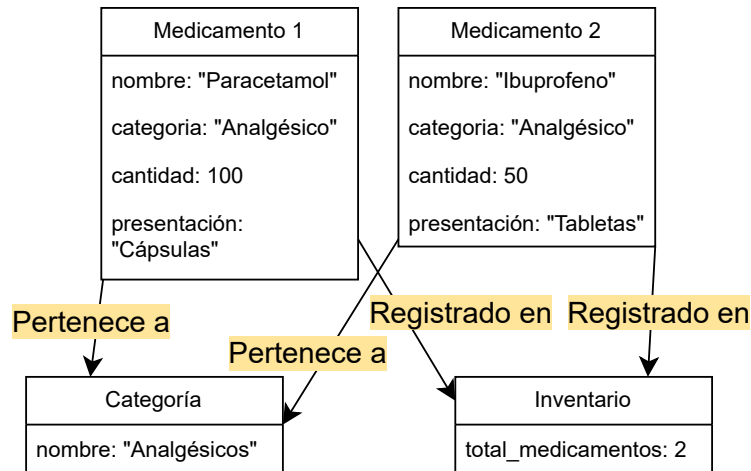 Medicamento 1
nombre: "Paracetamol"
categoria: "Analgésico"
cantidad: 100
presentación:
"Cápsulas"
Medicamento 2
nombre: "Ibuprofeno"
categoria: "Analgésico"
cantidad: 50
presentación: "Tabletas"
Pertenece a
Pertenece a
Registrado en
Registrado en
Categoría
nombre: "Analgésicos"
Inventario
total_medicamentos: 2